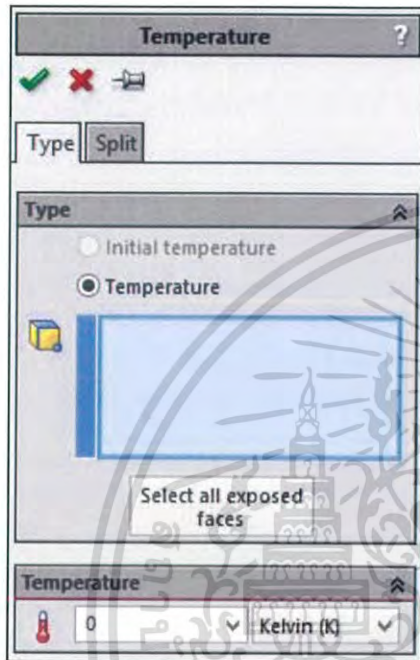 Temperature ?
Type Split
Type
Initial temperature
Temperature
Select all exposed
faces
Temperature
0 Kelvin (K)